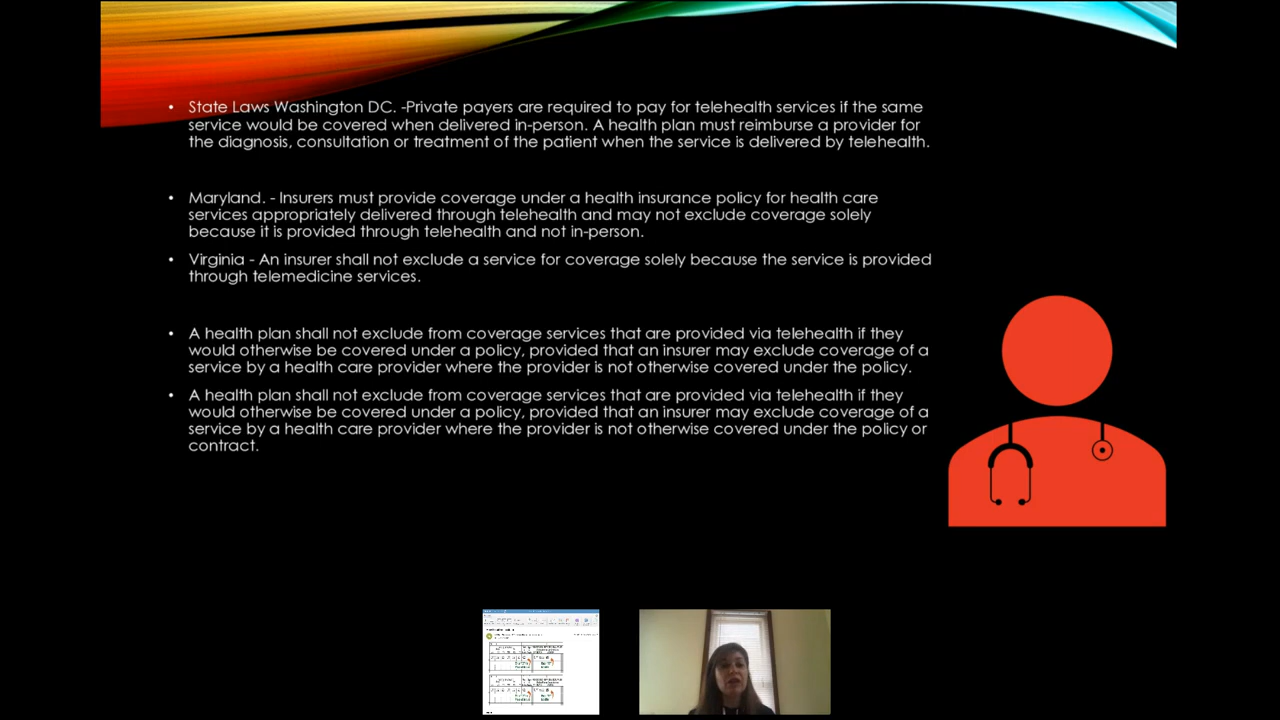 • State Laws Washington DC. -Private payers are required to pay for telehealth services if the same
service would be covered when delivered in-person. A health plan must reimburse a provider for
the diagnosis, consultation or treatment of the patient when the service is delivered by telehealth.
• Maryland. - Insurers must provide coverage under a health insurance policy for health care
services appropriately delivered through telehealth and may not exclude coverage solely
because it is provided through telehealth and not in-person.
• Virginia - An insurer shall not exclude a service for coverage solely because the service is provided
through telemedicine services.
• A health plan shall not exclude from coverage services that are provided via telehealth if they
would otherwise be covered under a policy, provided that an insurer may exclude coverage of a
service by a health care provider where the provider is not otherwise covered under the policy.
• A health plan shall not exclude from coverage services that are provided via telehealth if they
would otherwise be covered under a policy, provided that an insurer may exclude coverage of a
service by a health care provider where the provider is not otherwise covered under the policy or
contract.